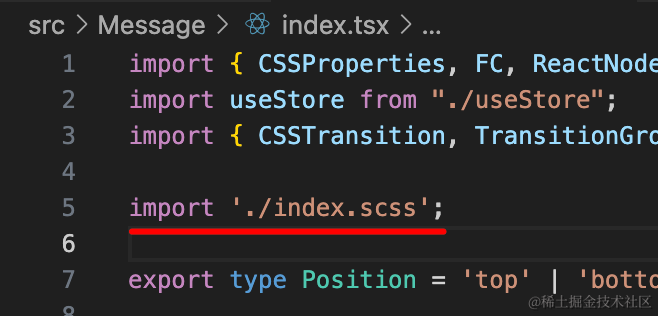 src > Message > index.tsx > ...
1 import { CSSProperties, FC, ReactNode
2 import useStore from "./useStore";
3 import { CSSTransition, TransitionGro
4
5 import './index.scss';
6
7 export type Position = 'top' | 'botto
8
@稀土掘金技术社区